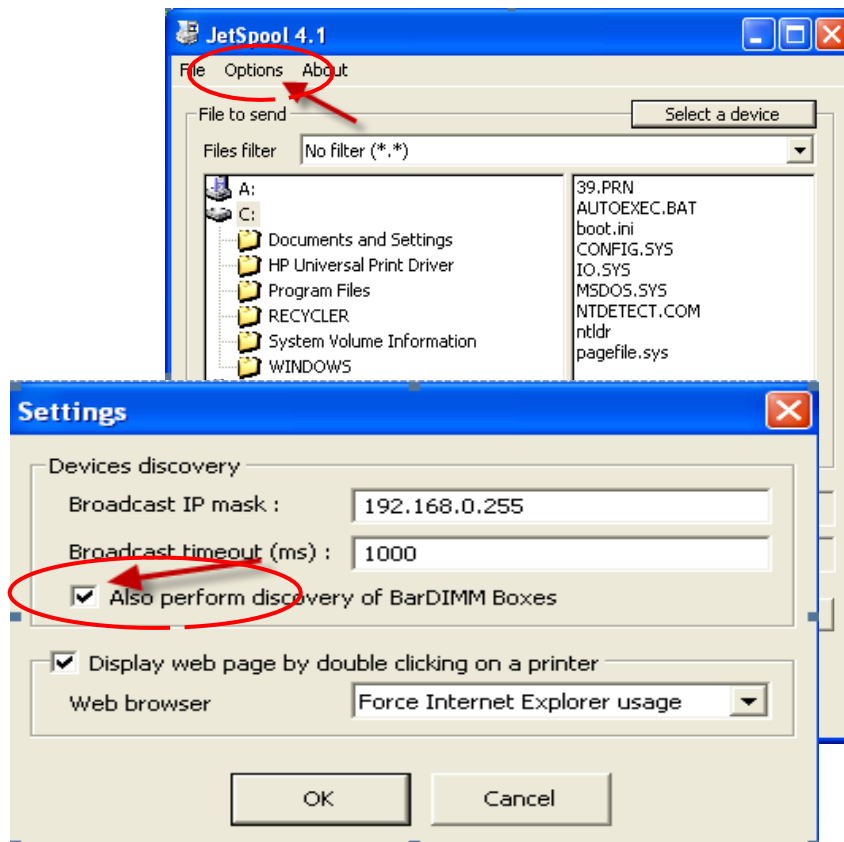 JetSpool 4.1
File Options About
File to send
Select a device
Files filter No filter (*.*)
A:
C:
Documents and Settings
HP Universal Print Driver
Program Files
RECYCLER
System Volume Information
WINDOWS
39.PRN
AUTOEXEC.BAT
boot.ini
CONFIG.SYS
IO.SYS
MSDOS.SYS
NTDETECT.COM
ntldr
pagefile.sys
Settings
Devices discovery
Broadcast IP mask : 192.168.0.255
Broadcast timeout (ms) : 1000
Also perform discovery of BarDIMM Boxes
Display web page by double clicking on a printer
Web browser Force Internet Explorer usage
OK Cancel